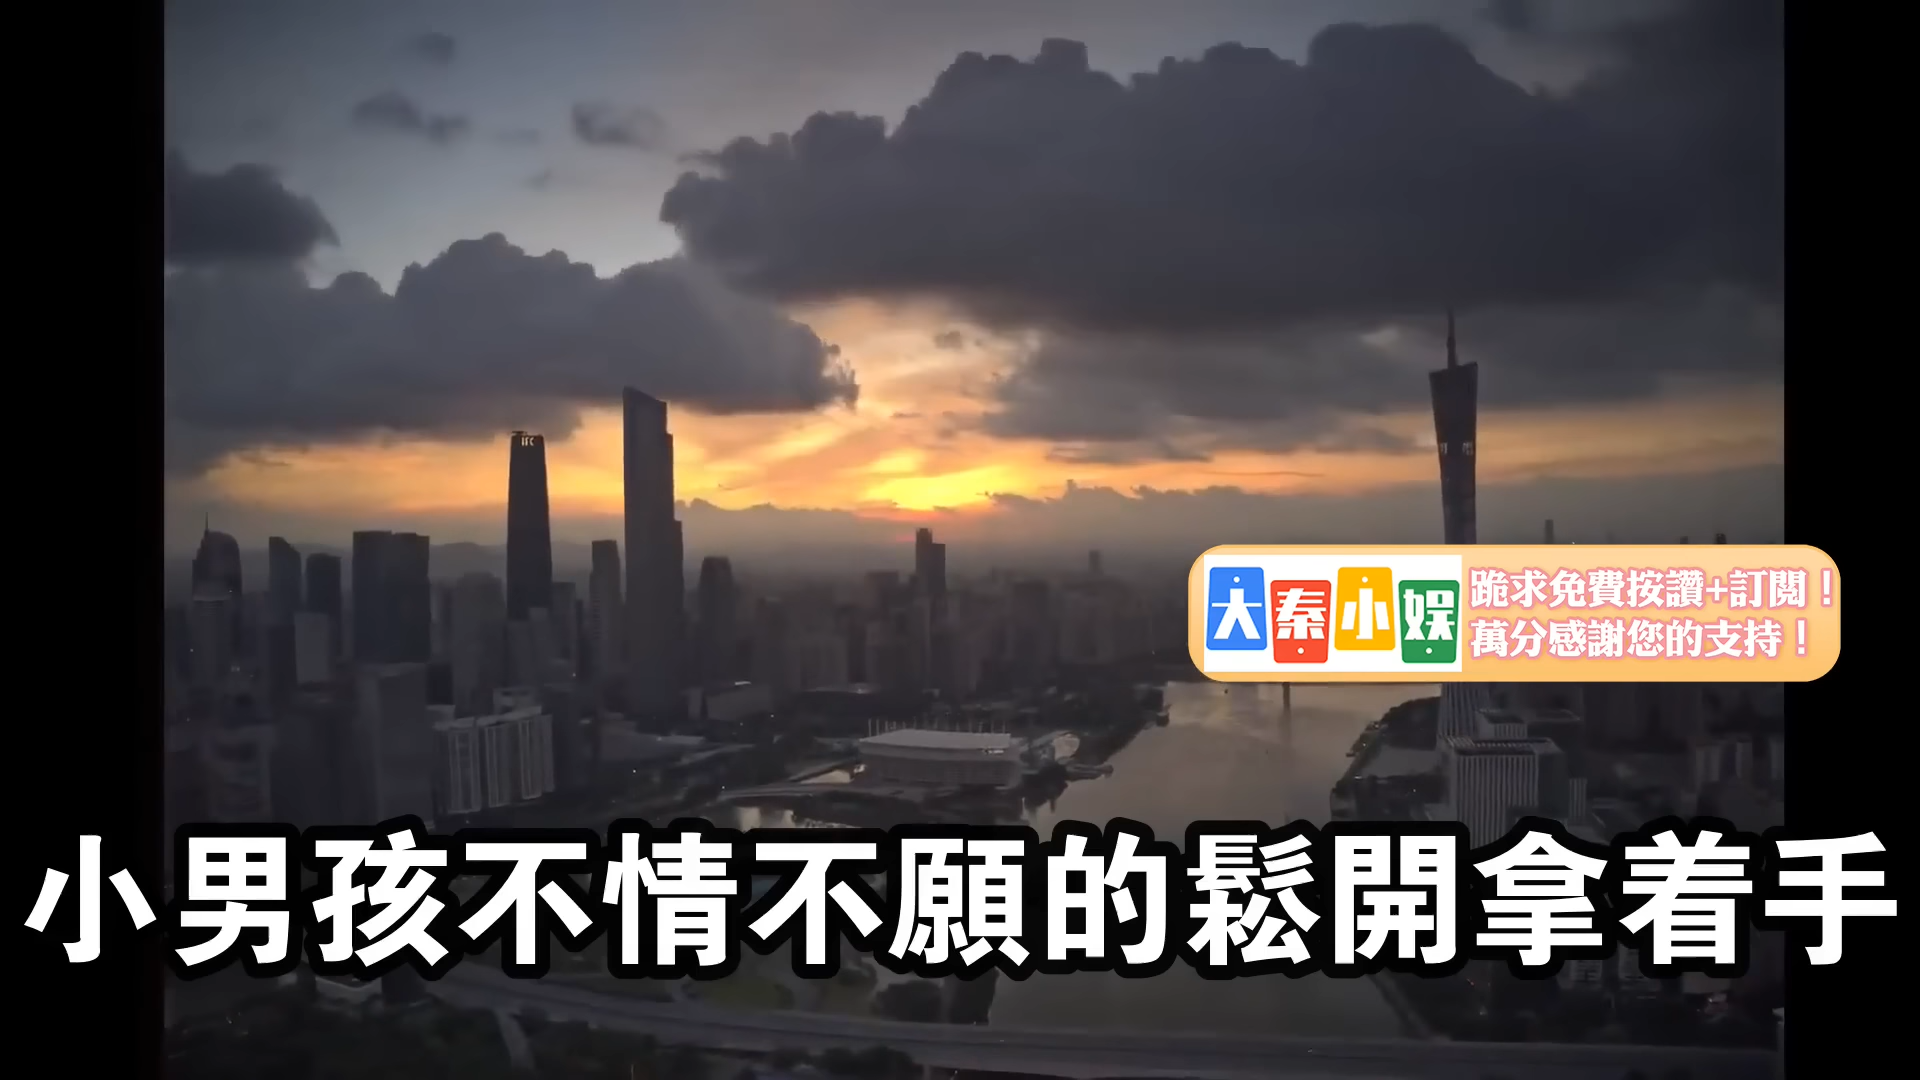 IFC
大秦小娱
跪求免費按讚+訂閱！
萬分感謝您的支持！
小男孩不情不願的鬆開拿着手